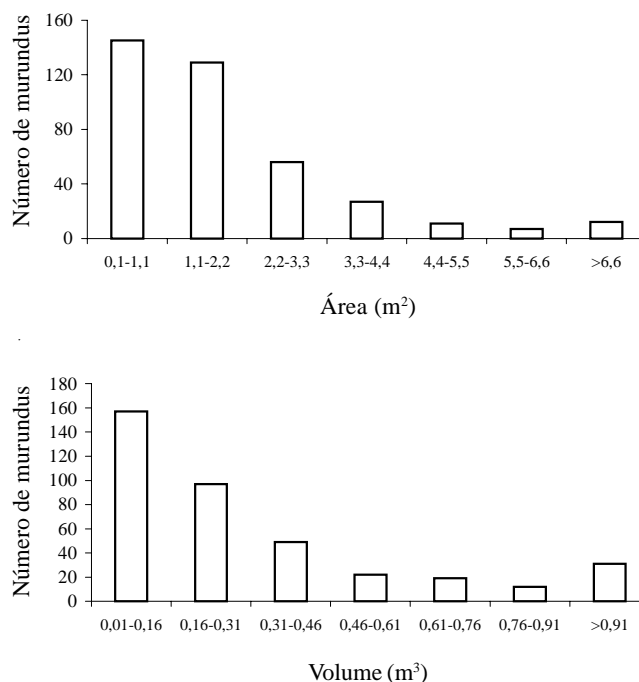 Número de murundus
160
120
80
40
0
0,1-1,1 1,1-2,2 2,2-3,3 3,3-4,4 4,4-5,5 5,5-6,6 >6,6
Área (m²)
Número de murundus
180
160
140
120
100
80
60
40
20
0
0,01-0,16 0,16-0,31 0,31-0,46 0,46-0,61 0,61-0,76 0,76-0,91 >0,91
Volume (m³)